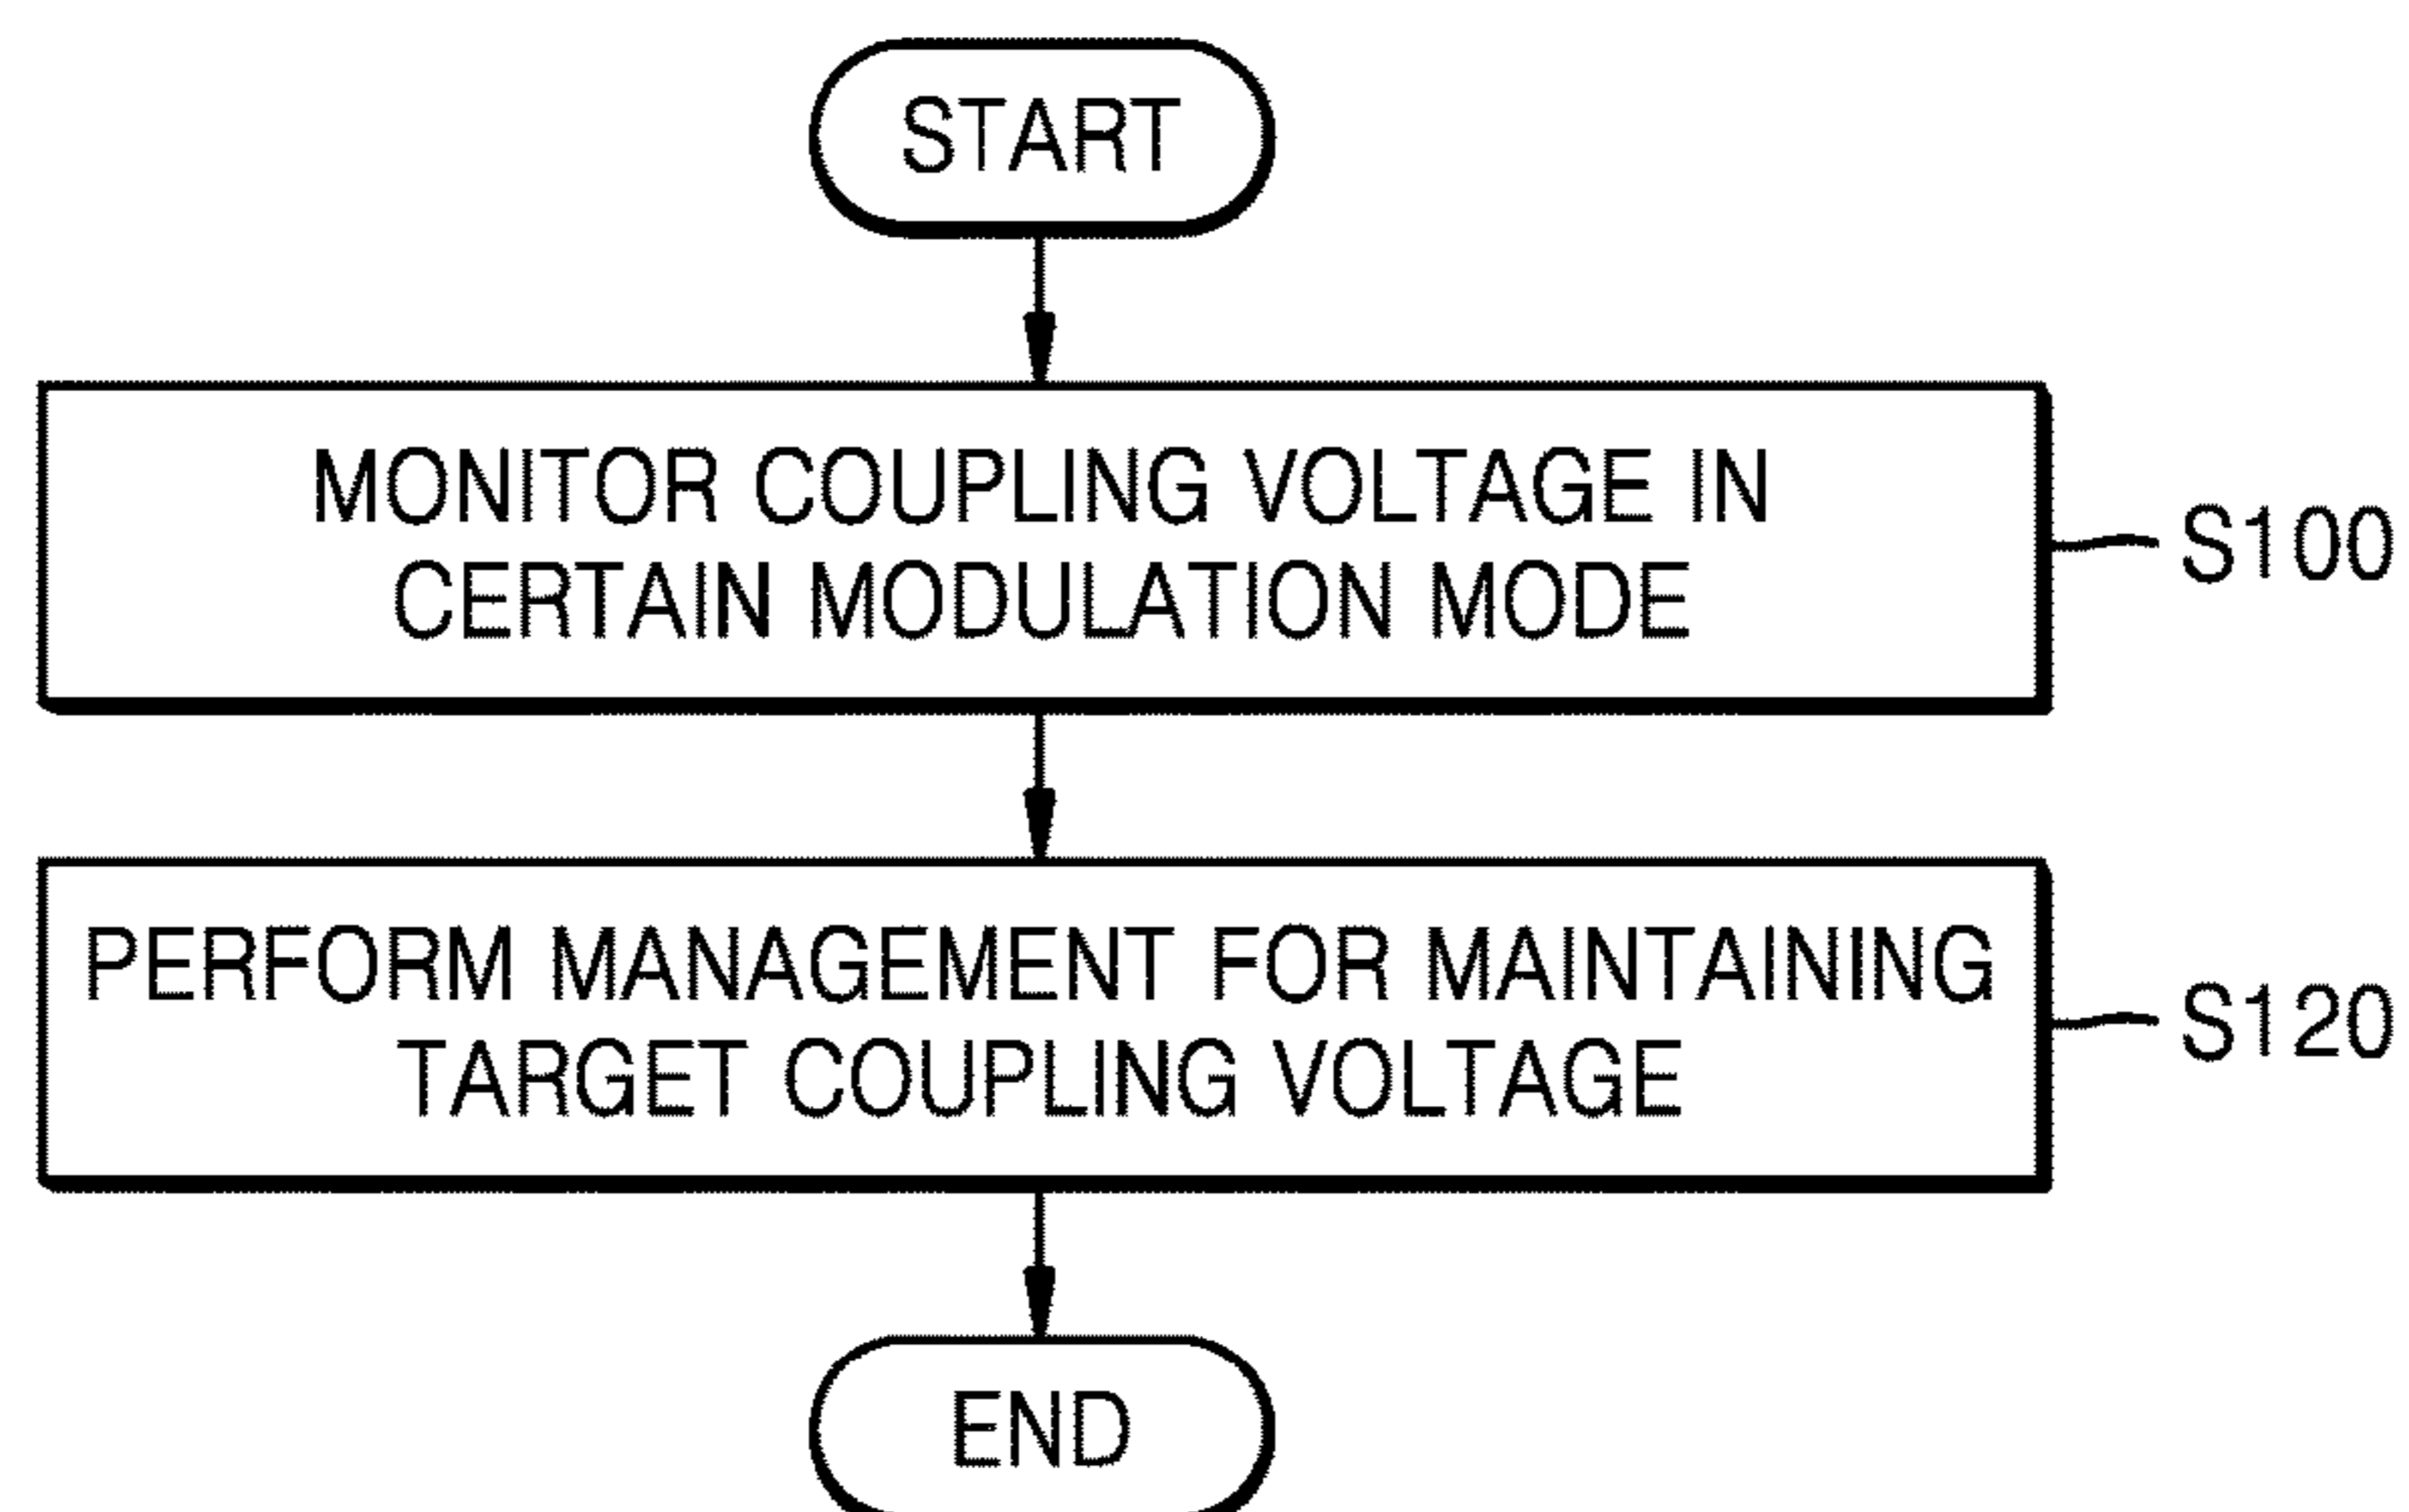 START
MONITOR COUPLING VOLTAGE IN
CERTAIN MODULATION MODE
S100
PERFORM MANAGEMENT FOR MAINTAINING
TARGET COUPLING VOLTAGE
S120
END